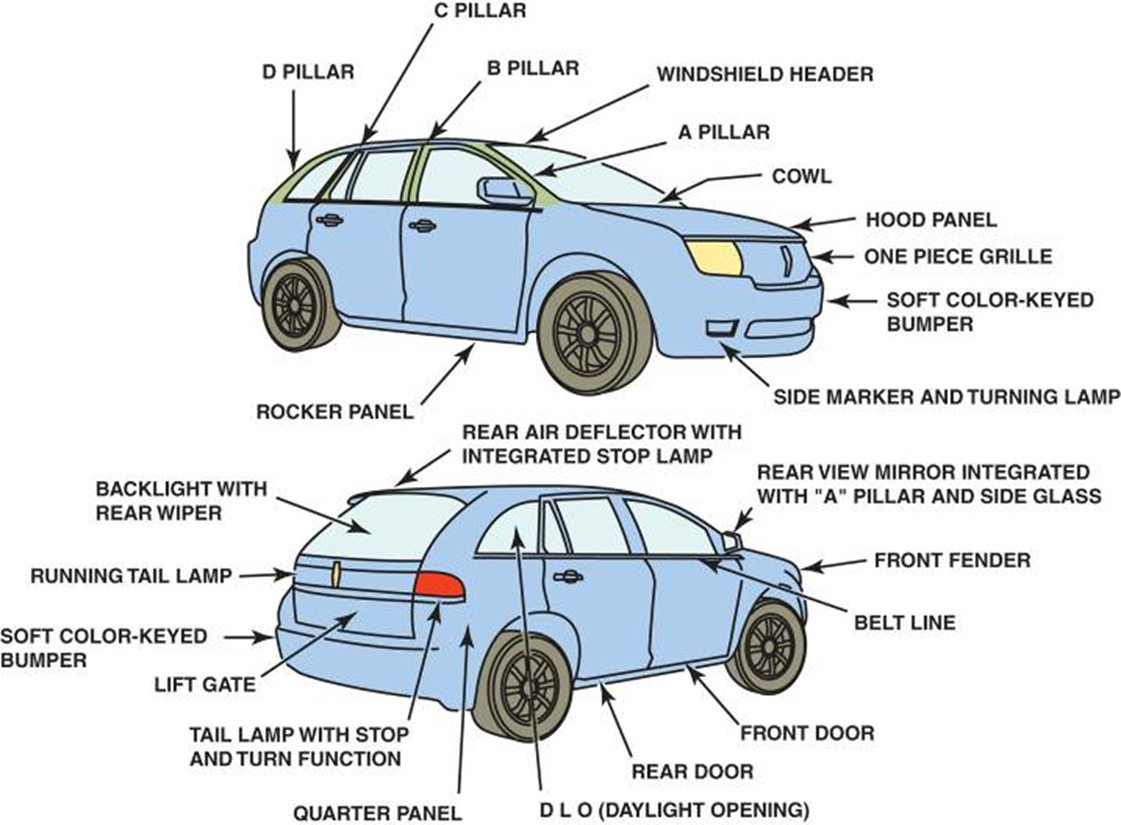 C PILLAR
D PILLAR
B PILLAR
WINDSHIELD HEADER
A PILLAR
COWL
HOOD PANEL
ONE PIECE GRILLE
SOFT COLOR-KEYED
BUMPER
SIDE MARKER AND TURNING LAMP
ROCKER PANEL
REAR AIR DEFLECTOR WITH
INTEGRATED STOP LAMP
REAR VIEW MIRROR INTEGRATED
WITH "A" PILLAR AND SIDE GLASS
BACKLIGHT WITH
REAR WIPER
FRONT FENDER
RUNNING TAIL LAMP
BELT LINE
SOFT COLOR-KEYED
BUMPER
LIFT GATE
TAIL LAMP WITH STOP
AND TURN FUNCTION
FRONT DOOR
REAR DOOR
QUARTER PANEL
D L O (DAYLIGHT OPENING)